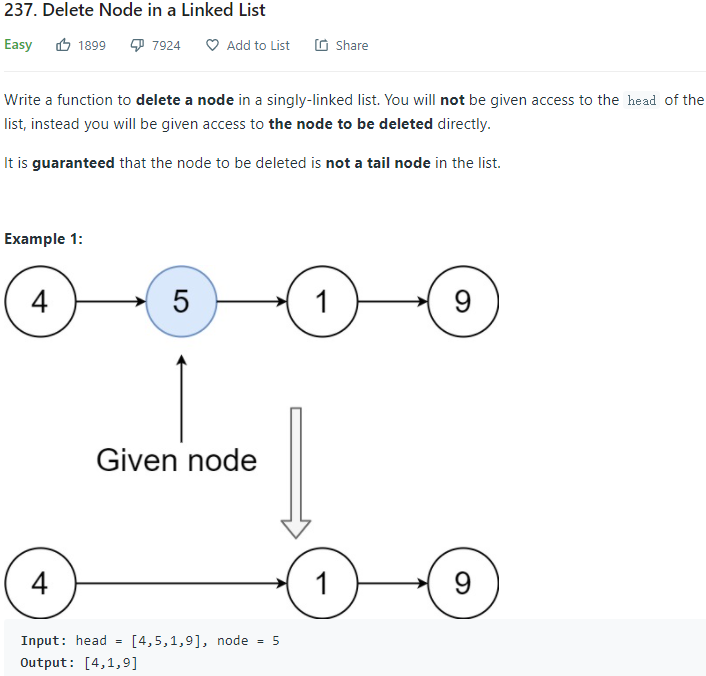 237. Delete Node in a Linked List
Easy 1899 7924 Add to List Share
Write a function to delete a node in a singly-linked list. You will not be given access to the head of the
list, instead you will be given access to the node to be deleted directly.
It is guaranteed that the node to be deleted is not a tail node in the list.
Example 1:
4 5 1 9
Given node
4 1 9
Input: head = [4,5,1,9], node = 5
Output: [4,1,9]